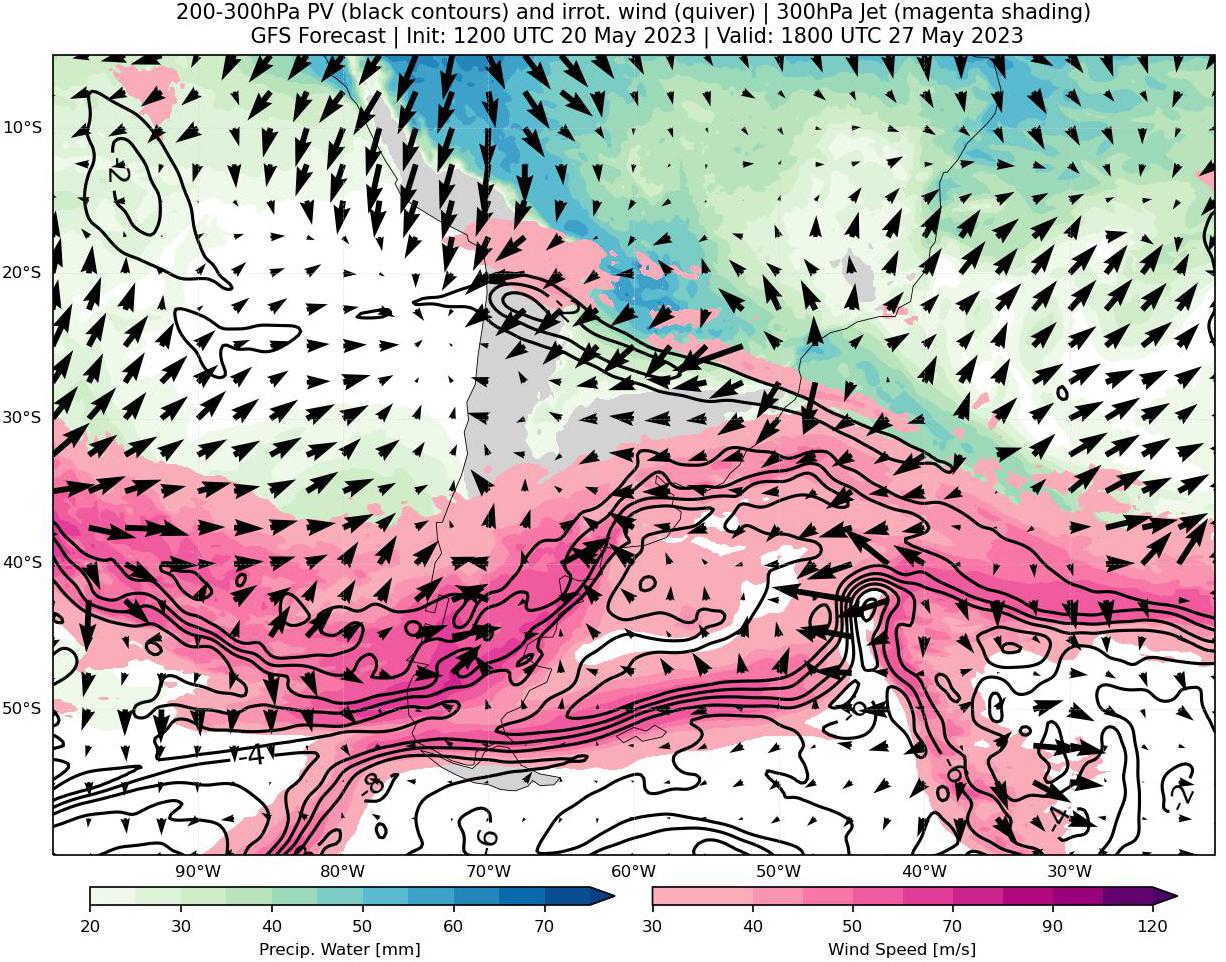 200-300hPa PV (black contours) and irrot. wind (quiver) | 300hPa Jet (magenta shading)
GFS Forecast | Init: 1200 UTC 20 May 2023 | Valid: 1800 UTC 27 May 2023
10°S
-2
20°S
30°S
0
40°S
50°S
-4
-8
-6
-6
-4
-2
90°W 80°W 70°W 60°W 50°W 40°W 30°W
20 30 40 50 60 70
30 40 50 70 90 120
Precip. Water [mm] Wind Speed [m/s]